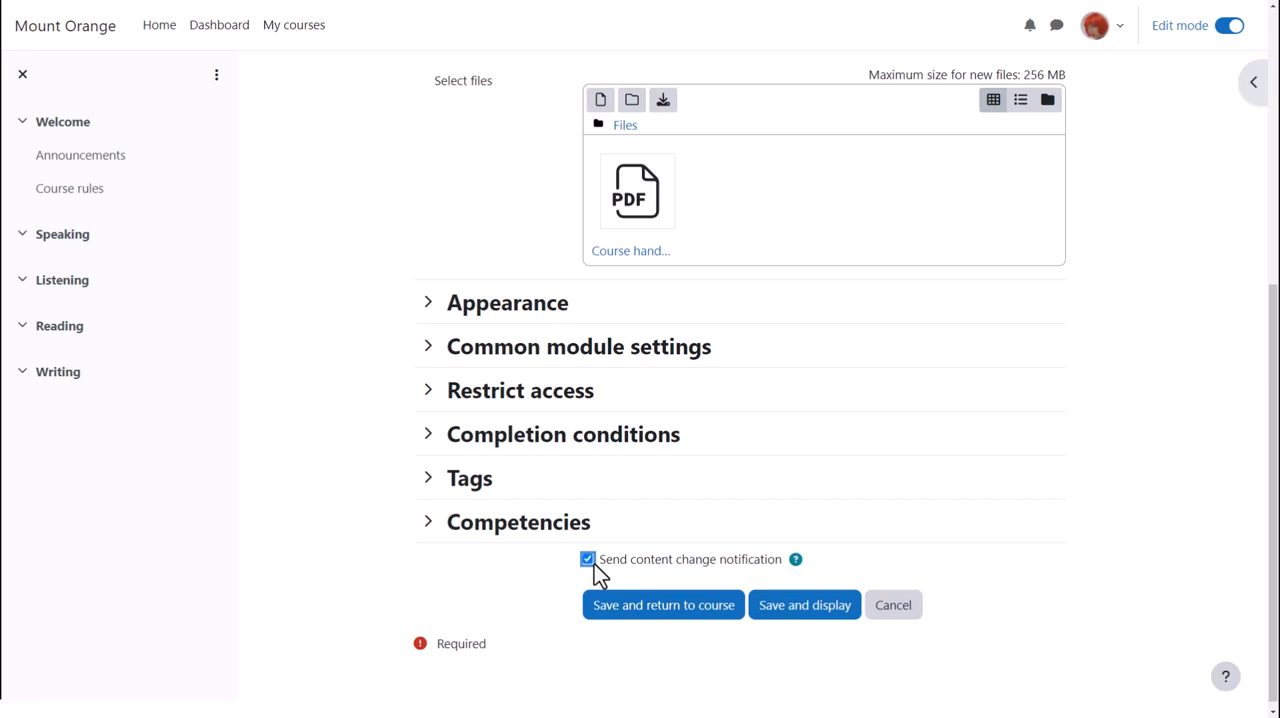 Mount Orange Home Dashboard My courses Edit mode
Welcome
Announcements
Course rules
Speaking
Listening
Reading
Writing
Select files
Maximum size for new files: 256 MB
Files
PDF
Course hand...
Appearance
Common module settings
Restrict access
Completion conditions
Tags
Competencies
Send content change notification ?
Save and return to course Save and display Cancel
! Required
?